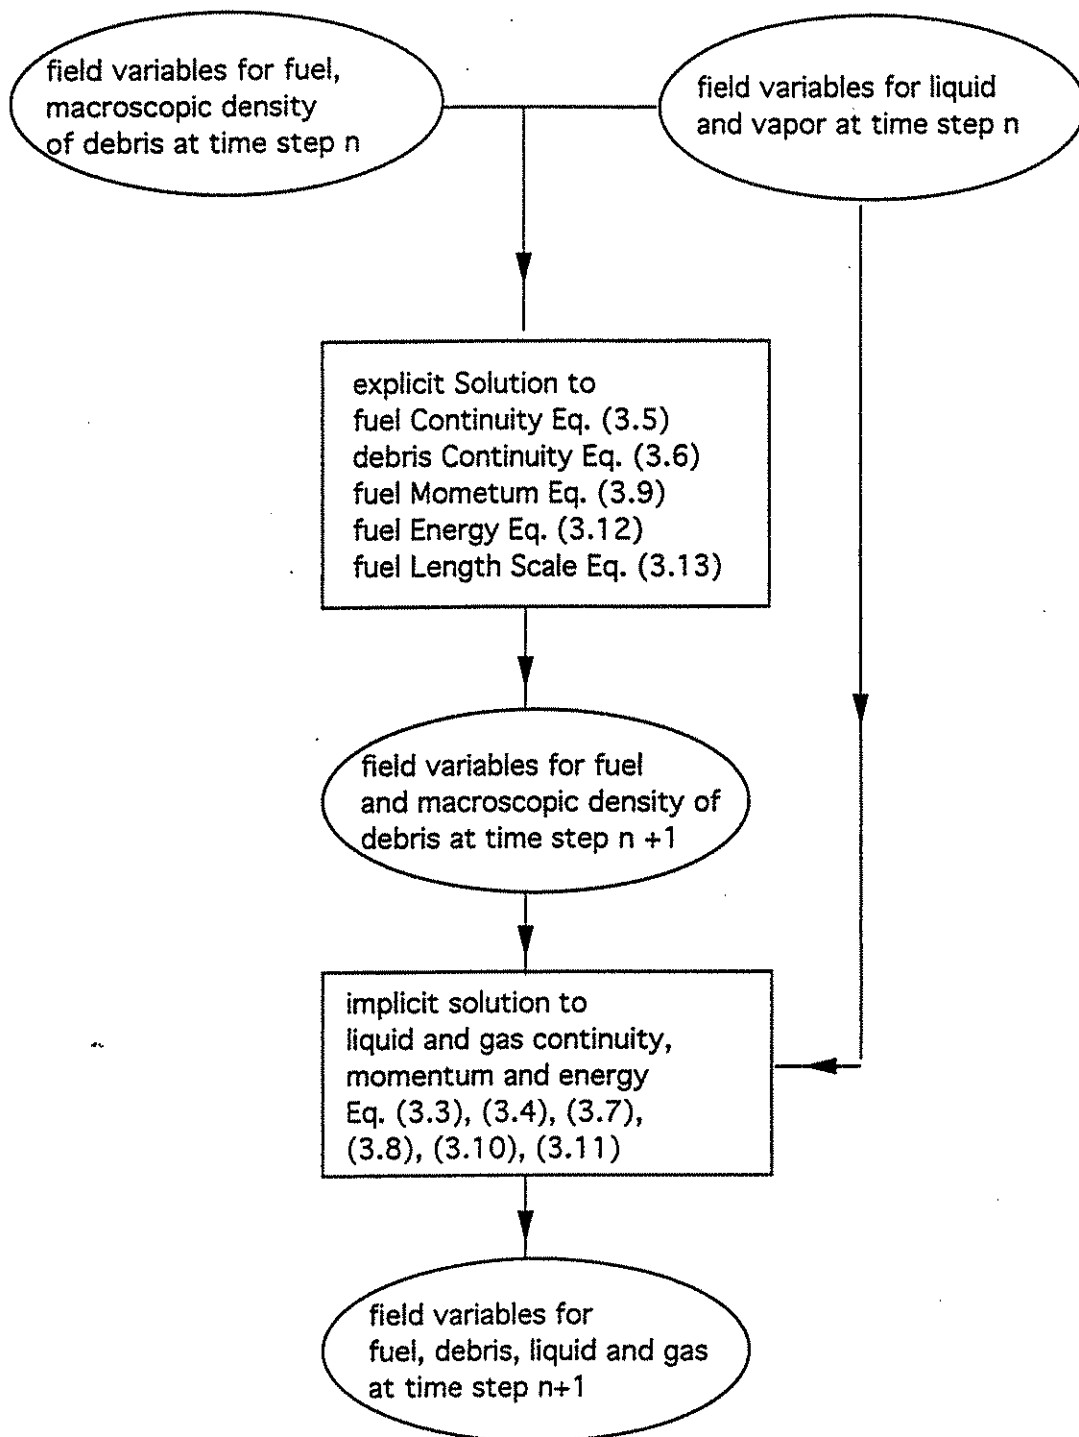 field variables for fuel,
macroscopic density
of debris at time step n
field variables for liquid
and vapor at time step n
explicit Solution to
fuel Continuity Eq. (3.5)
debris Continuity Eq. (3.6)
fuel Mometum Eq. (3.9)
fuel Energy Eq. (3.12)
fuel Length Scale Eq. (3.13)
field variables for fuel
and macroscopic density of
debris at time step n +1
implicit solution to
liquid and gas continuity,
momentum and energy
Eq. (3.3), (3.4), (3.7),
(3.8), (3.10), (3.11)
field variables for
fuel, debris, liquid and gas
at time step n+1